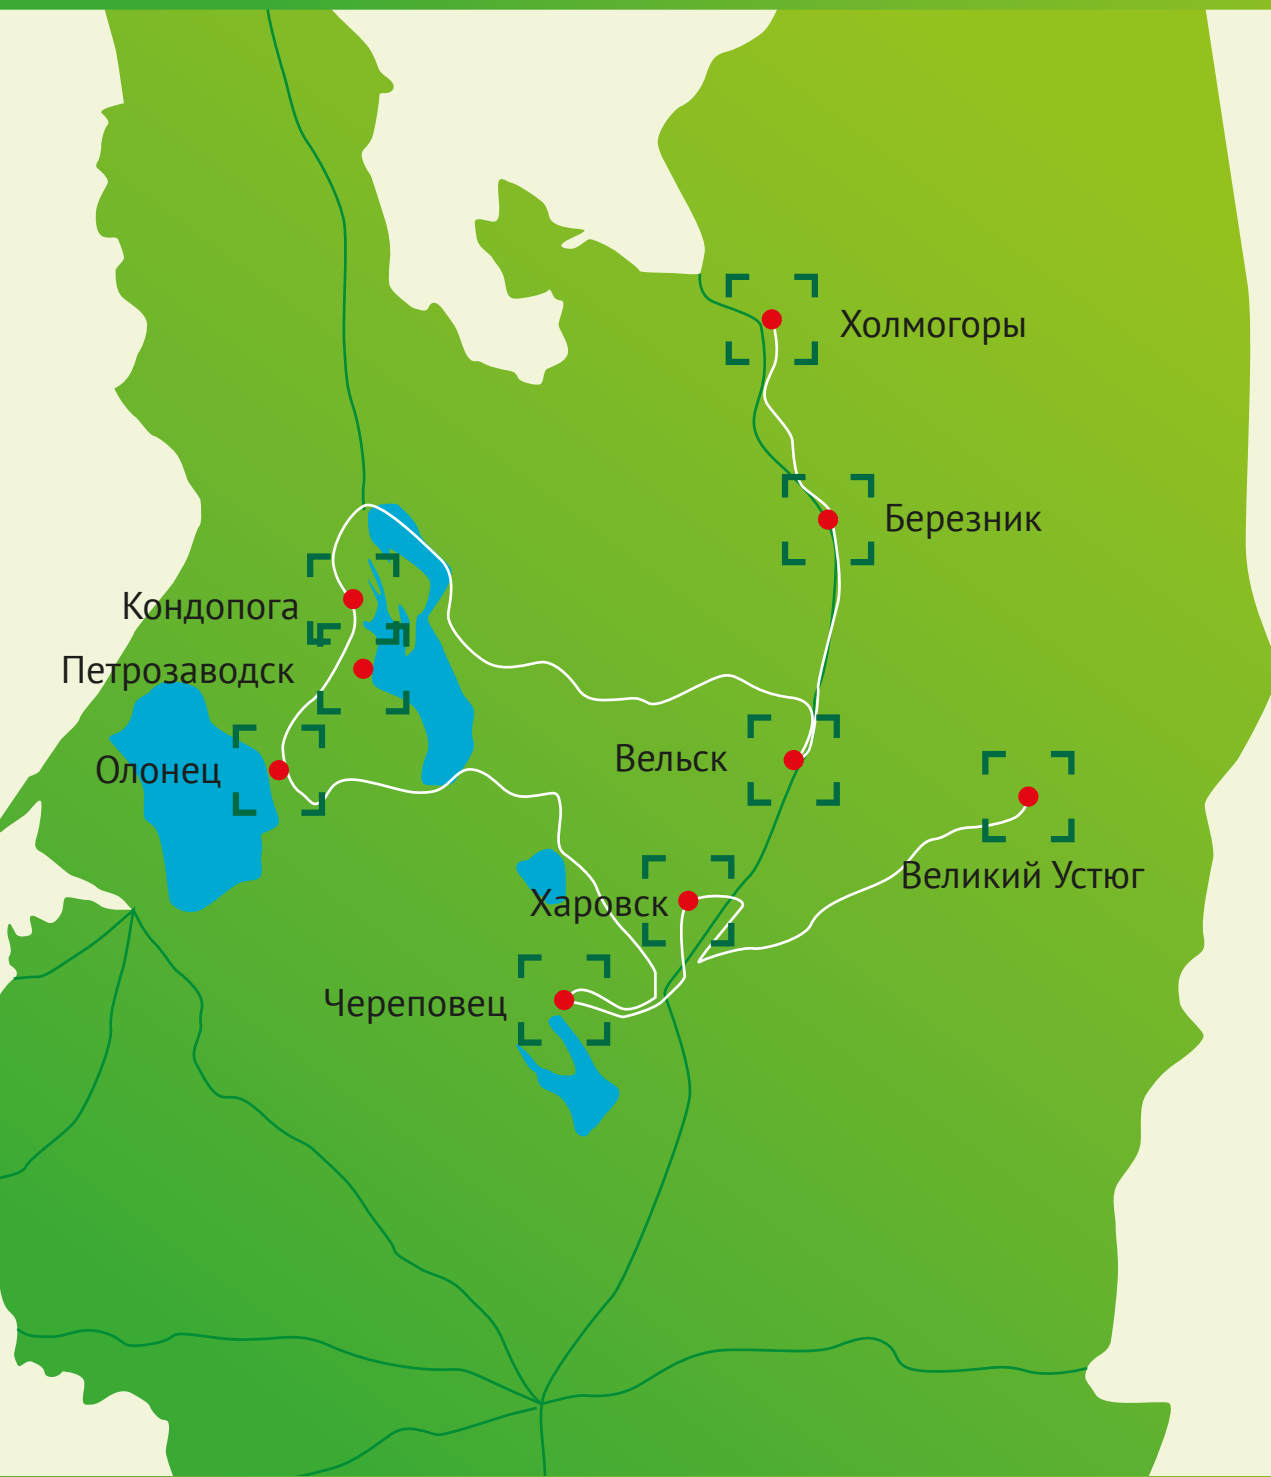 Холмогоры
Березник
Кондопога
Петрозаводск
Вельск
Олонец
Великий Устюг
Харовск
Череповец